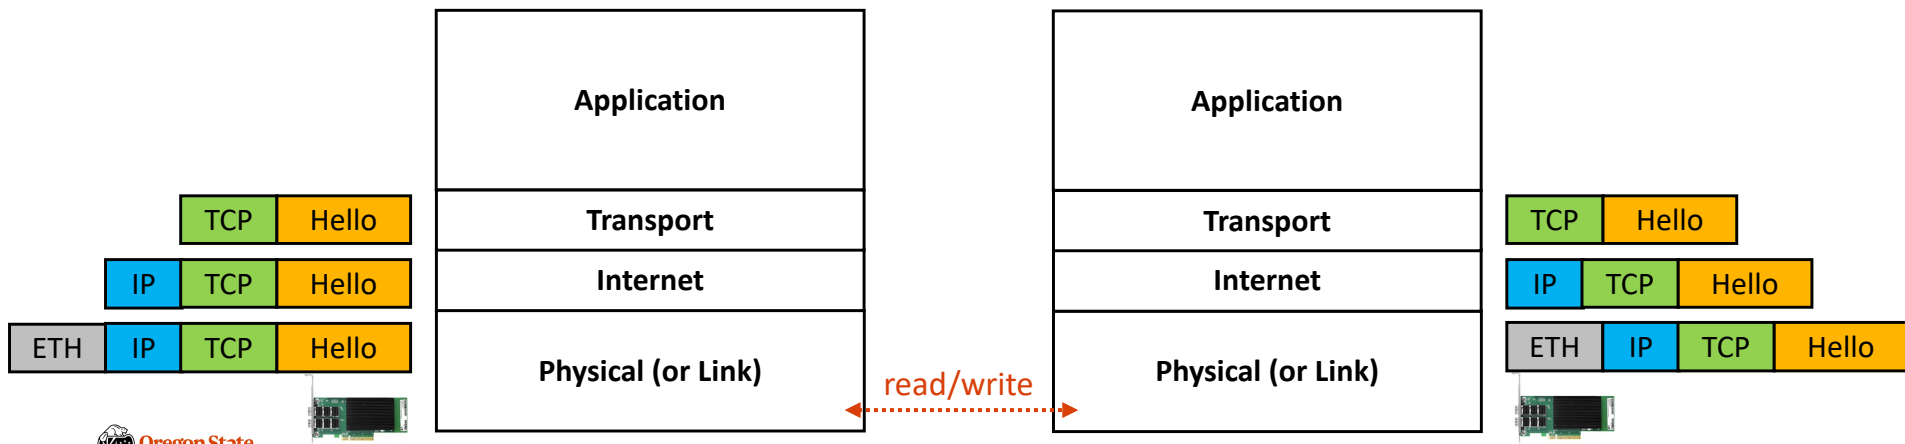 Application
Application
TCP Hello
Transport
Transport
TCP Hello
IP TCP Hello
Internet
Internet
IP TCP Hello
ETH IP TCP Hello
Physical (or Link)
read/write
Physical (or Link)
ETH IP TCP Hello
Oregon State